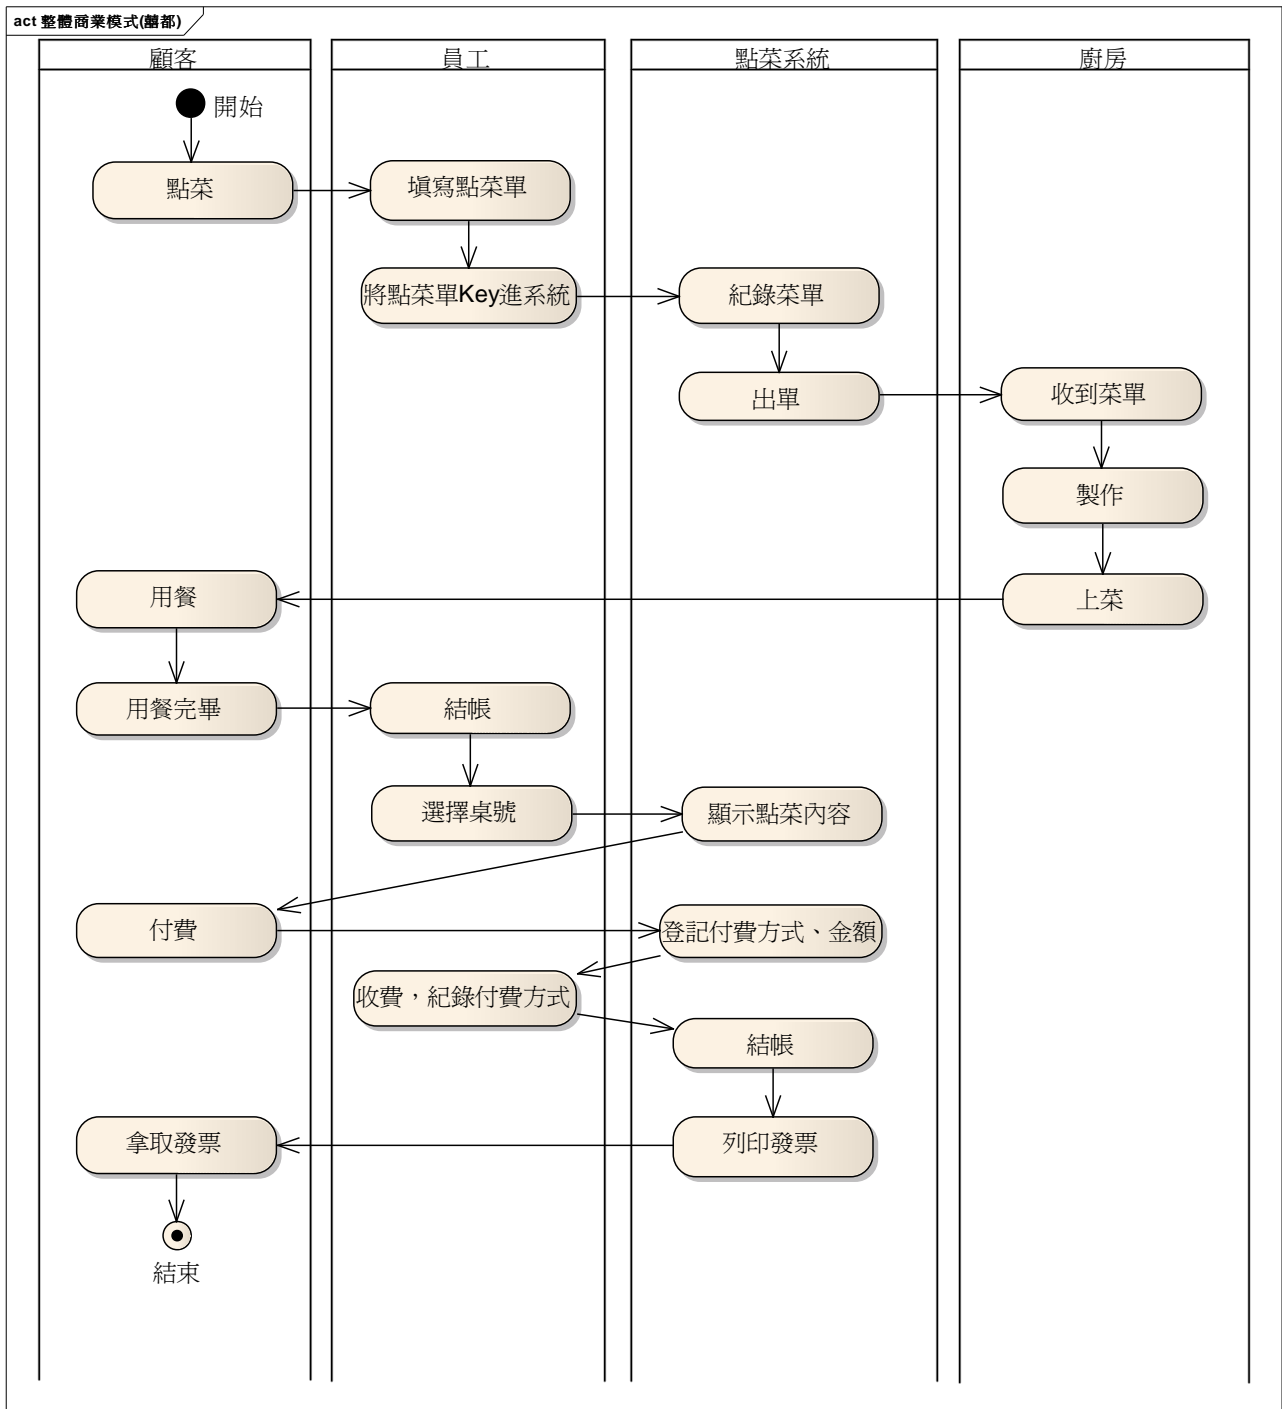 act 整體商業模式(囍都)
顧客
員工
點菜系統
廚房
開始
點菜
填寫點菜單
將點菜單Key進系統
紀錄菜單
出單
收到菜單
製作
用餐
上菜
用餐完畢
結帳
選擇桌號
顯示點菜內容
付費
登記付費方式、金額
收費，紀錄付費方式
結帳
拿取發票
列印發票
結束